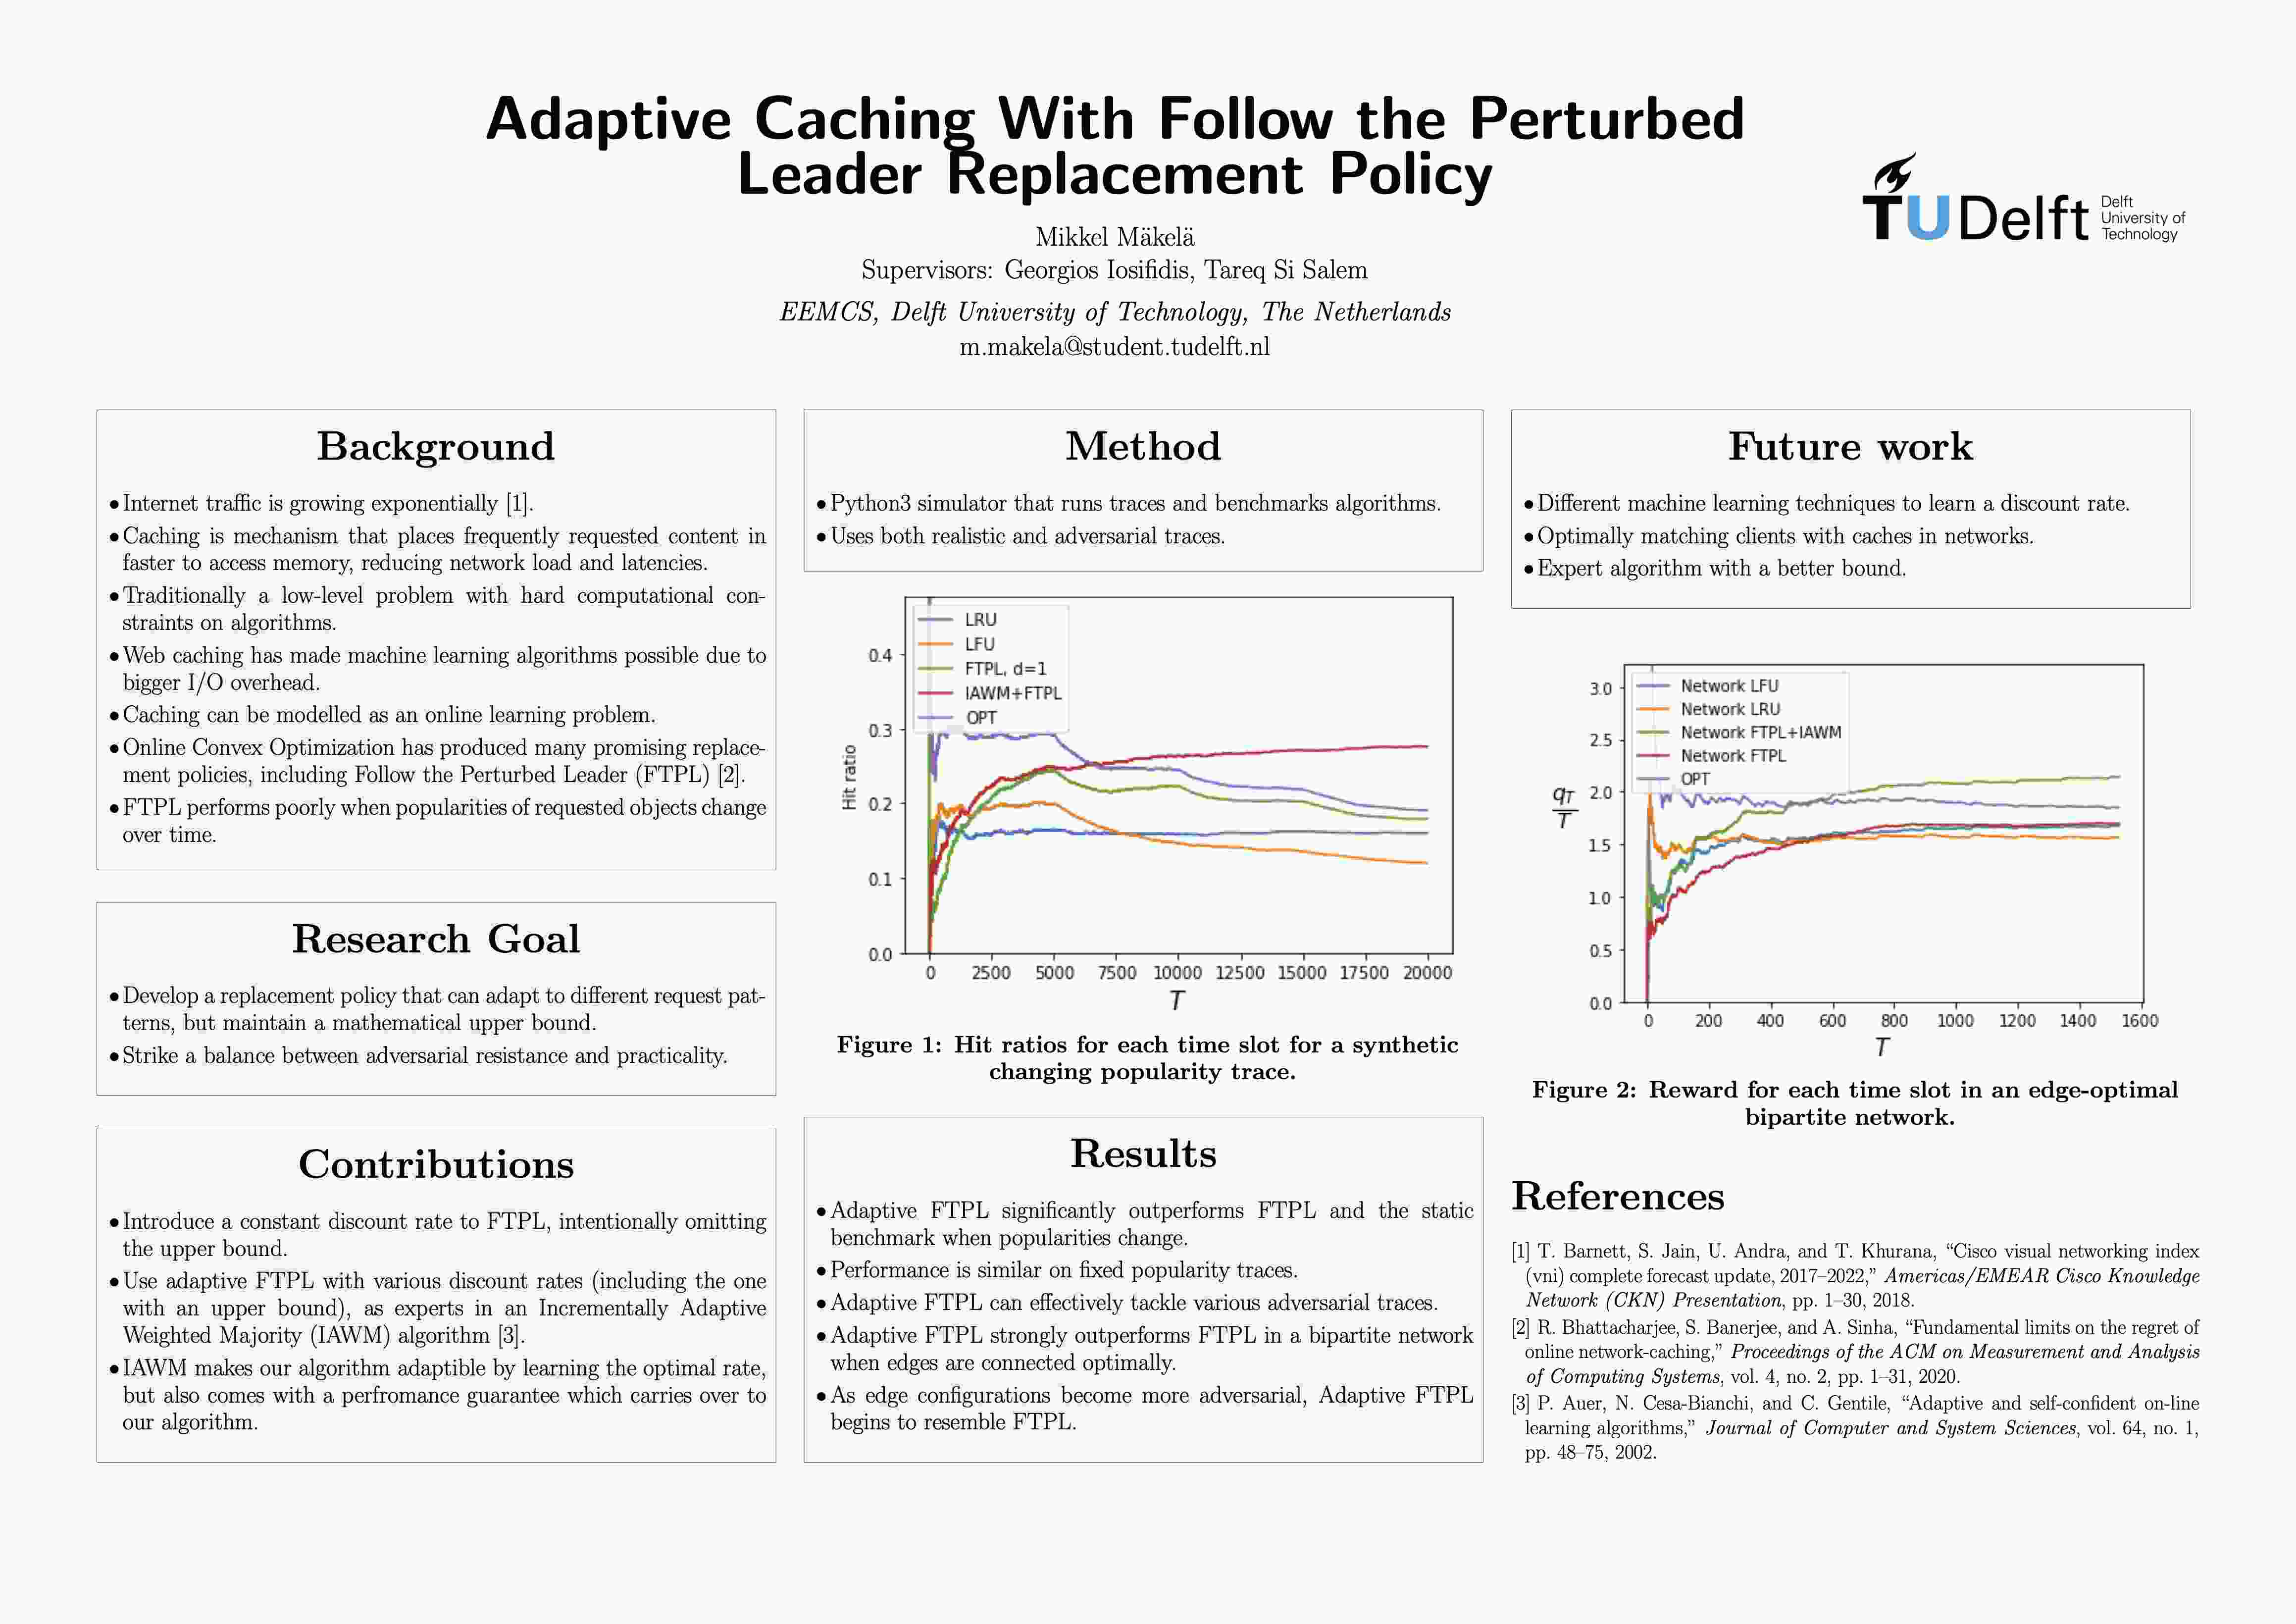 Adaptive Caching With Follow the Perturbed
Leader Replacement Policy
Mikkel Mäkelä
Supervisors: Georgios Iosifidis, Tareq Si Salem
EEMCS, Delft University of Technology, The Netherlands
m.makela@student.tudelft.nl
TUDelft
Delft
University of
Technology
Background
•Internet traffic is growing exponentially [1].
•Caching is mechanism that places frequently requested content in
faster to access memory, reducing network load and latencies.
•Traditionally a low-level problem with hard computational con-
straints on algorithms.
•Web caching has made machine learning algorithms possible due to
bigger I/O overhead.
•Caching can be modelled as an online learning problem.
•Online Convex Optimization has produced many promising replace-
ment policies, including Follow the Perturbed Leader (FTPL) [2].
•FTPL performs poorly when popularities of requested objects change
over time.
Research Goal
•Develop a replacement policy that can adapt to different request pat-
terns, but maintain a mathematical upper bound.
•Strike a balance between adversarial resistance and practicality.
Contributions
•Introduce a constant discount rate to FTPL, intentionally omitting
the upper bound.
•Use adaptive FTPL with various discount rates (including the one
with an upper bound), as experts in an Incrementally Adaptive
Weighted Majority (IAWM) algorithm [3].
•IAWM makes our algorithm adaptible by learning the optimal rate,
but also comes with a perfromance guarantee which carries over to
our algorithm.
Method
•Python3 simulator that runs traces and benchmarks algorithms.
•Uses both realistic and adversarial traces.
LRU
LFU
FTPL, d=1
IAWM+FTPL
OPT
Hit ratio
0.4
0.3
0.2
0.1
0.0
0 2500 5000 7500 10000 12500 15000 17500 20000
T
Figure 1: Hit ratios for each time slot for a synthetic
changing popularity trace.
Results
•Adaptive FTPL significantly outperforms FTPL and the static
benchmark when popularities change.
•Performance is similar on fixed popularity traces.
•Adaptive FTPL can effectively tackle various adversarial traces.
•Adaptive FTPL strongly outperforms FTPL in a bipartite network
when edges are connected optimally.
•As edge configurations become more adversarial, Adaptive FTPL
begins to resemble FTPL.
Future work
•Different machine learning techniques to learn a discount rate.
•Optimally matching clients with caches in networks.
•Expert algorithm with a better bound.
Network LFU
Network LRU
Network FTPL+IAWM
Network FTPL
OPT
qT
T
3.0
2.5
2.0
1.5
1.0
0.5
0.0
0 200 400 600 800 1000 1200 1400 1600
T
Figure 2: Reward for each time slot in an edge-optimal
bipartite network.
References
[1] T. Barnett, S. Jain, U. Andra, and T. Khurana, “Cisco visual networking index
(vni) complete forecast update, 2017–2022,” Americas/EMEAR Cisco Knowledge
Network (CKN) Presentation, pp. 1–30, 2018.
[2] R. Bhattacharjee, S. Banerjee, and A. Sinha, “Fundamental limits on the regret of
online network-caching,” Proceedings of the ACM on Measurement and Analysis
of Computing Systems, vol. 4, no. 2, pp. 1–31, 2020.
[3] P. Auer, N. Cesa-Bianchi, and C. Gentile, “Adaptive and self-confident on-line
learning algorithms,” Journal of Computer and System Sciences, vol. 64, no. 1,
pp. 48–75, 2002.